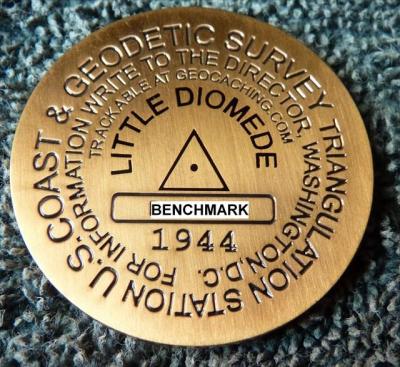 U.S. COAST & GEODETIC SURVEY TRIANGULATION STATION
FOR INFORMATION WRITE TO THE DIRECTOR, WASHINGTON, D.C.
TRACKABLE AT GEOCACHING.COM
LITTLE DIOMEDE
BENCHMARK
1944